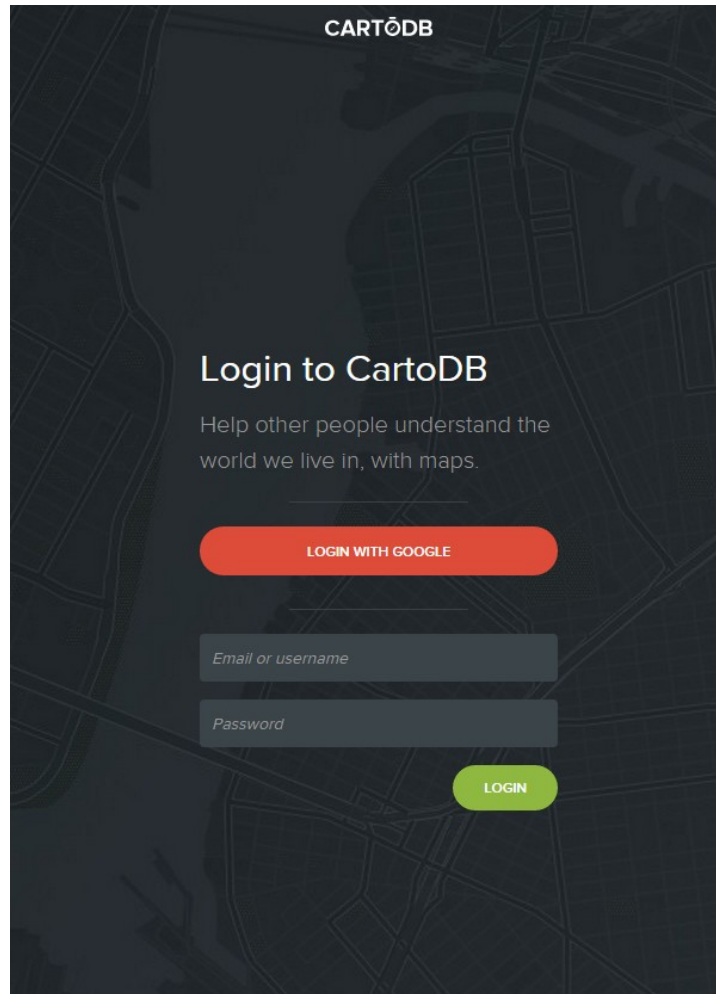 CARTŌDB
Login to CartoDB
Help other people understand the
world we live in, with maps.
LOGIN WITH GOOGLE
Email or username
Password
LOGIN